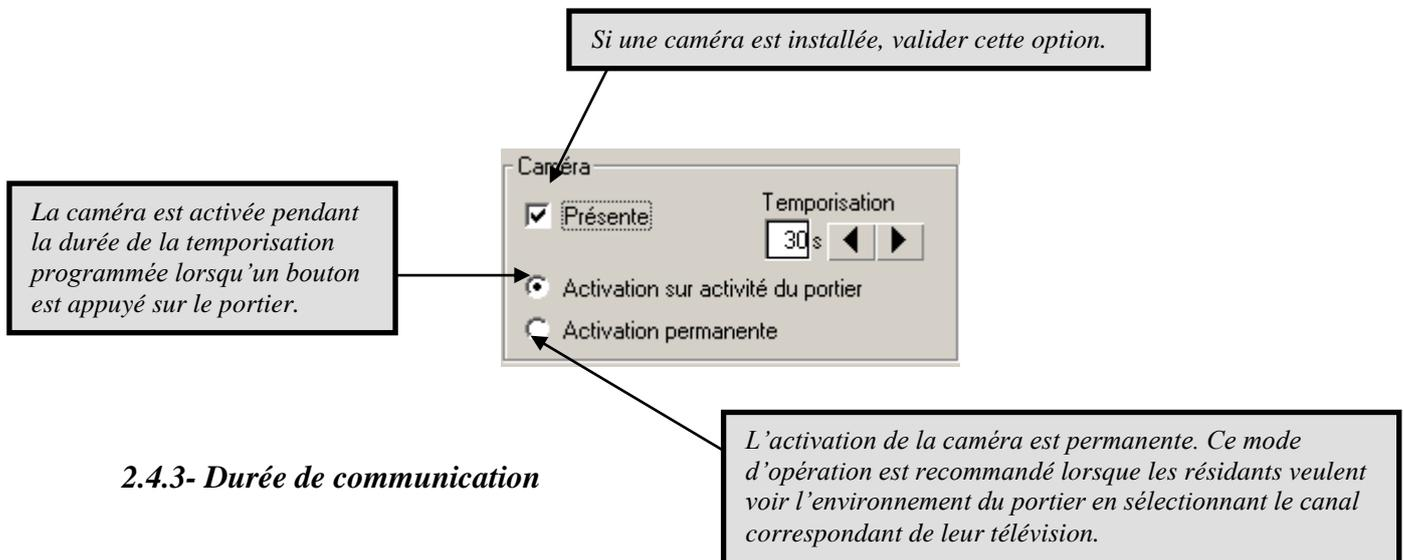 Si une caméra est installée, valider cette option.
Caméra
Présente
Temporisation
30 s
La caméra est activée pendant
la durée de la temporisation
programmée lorsqu’un bouton
est appuyé sur le portier.
Activation sur activité du portier
Activation permanente
L’activation de la caméra est permanente. Ce mode
d’opération est recommandé lorsque les résidants veulent
voir l’environnement du portier en sélectionnant le canal
correspondant de leur télévision.
2.4.3- Durée de communication